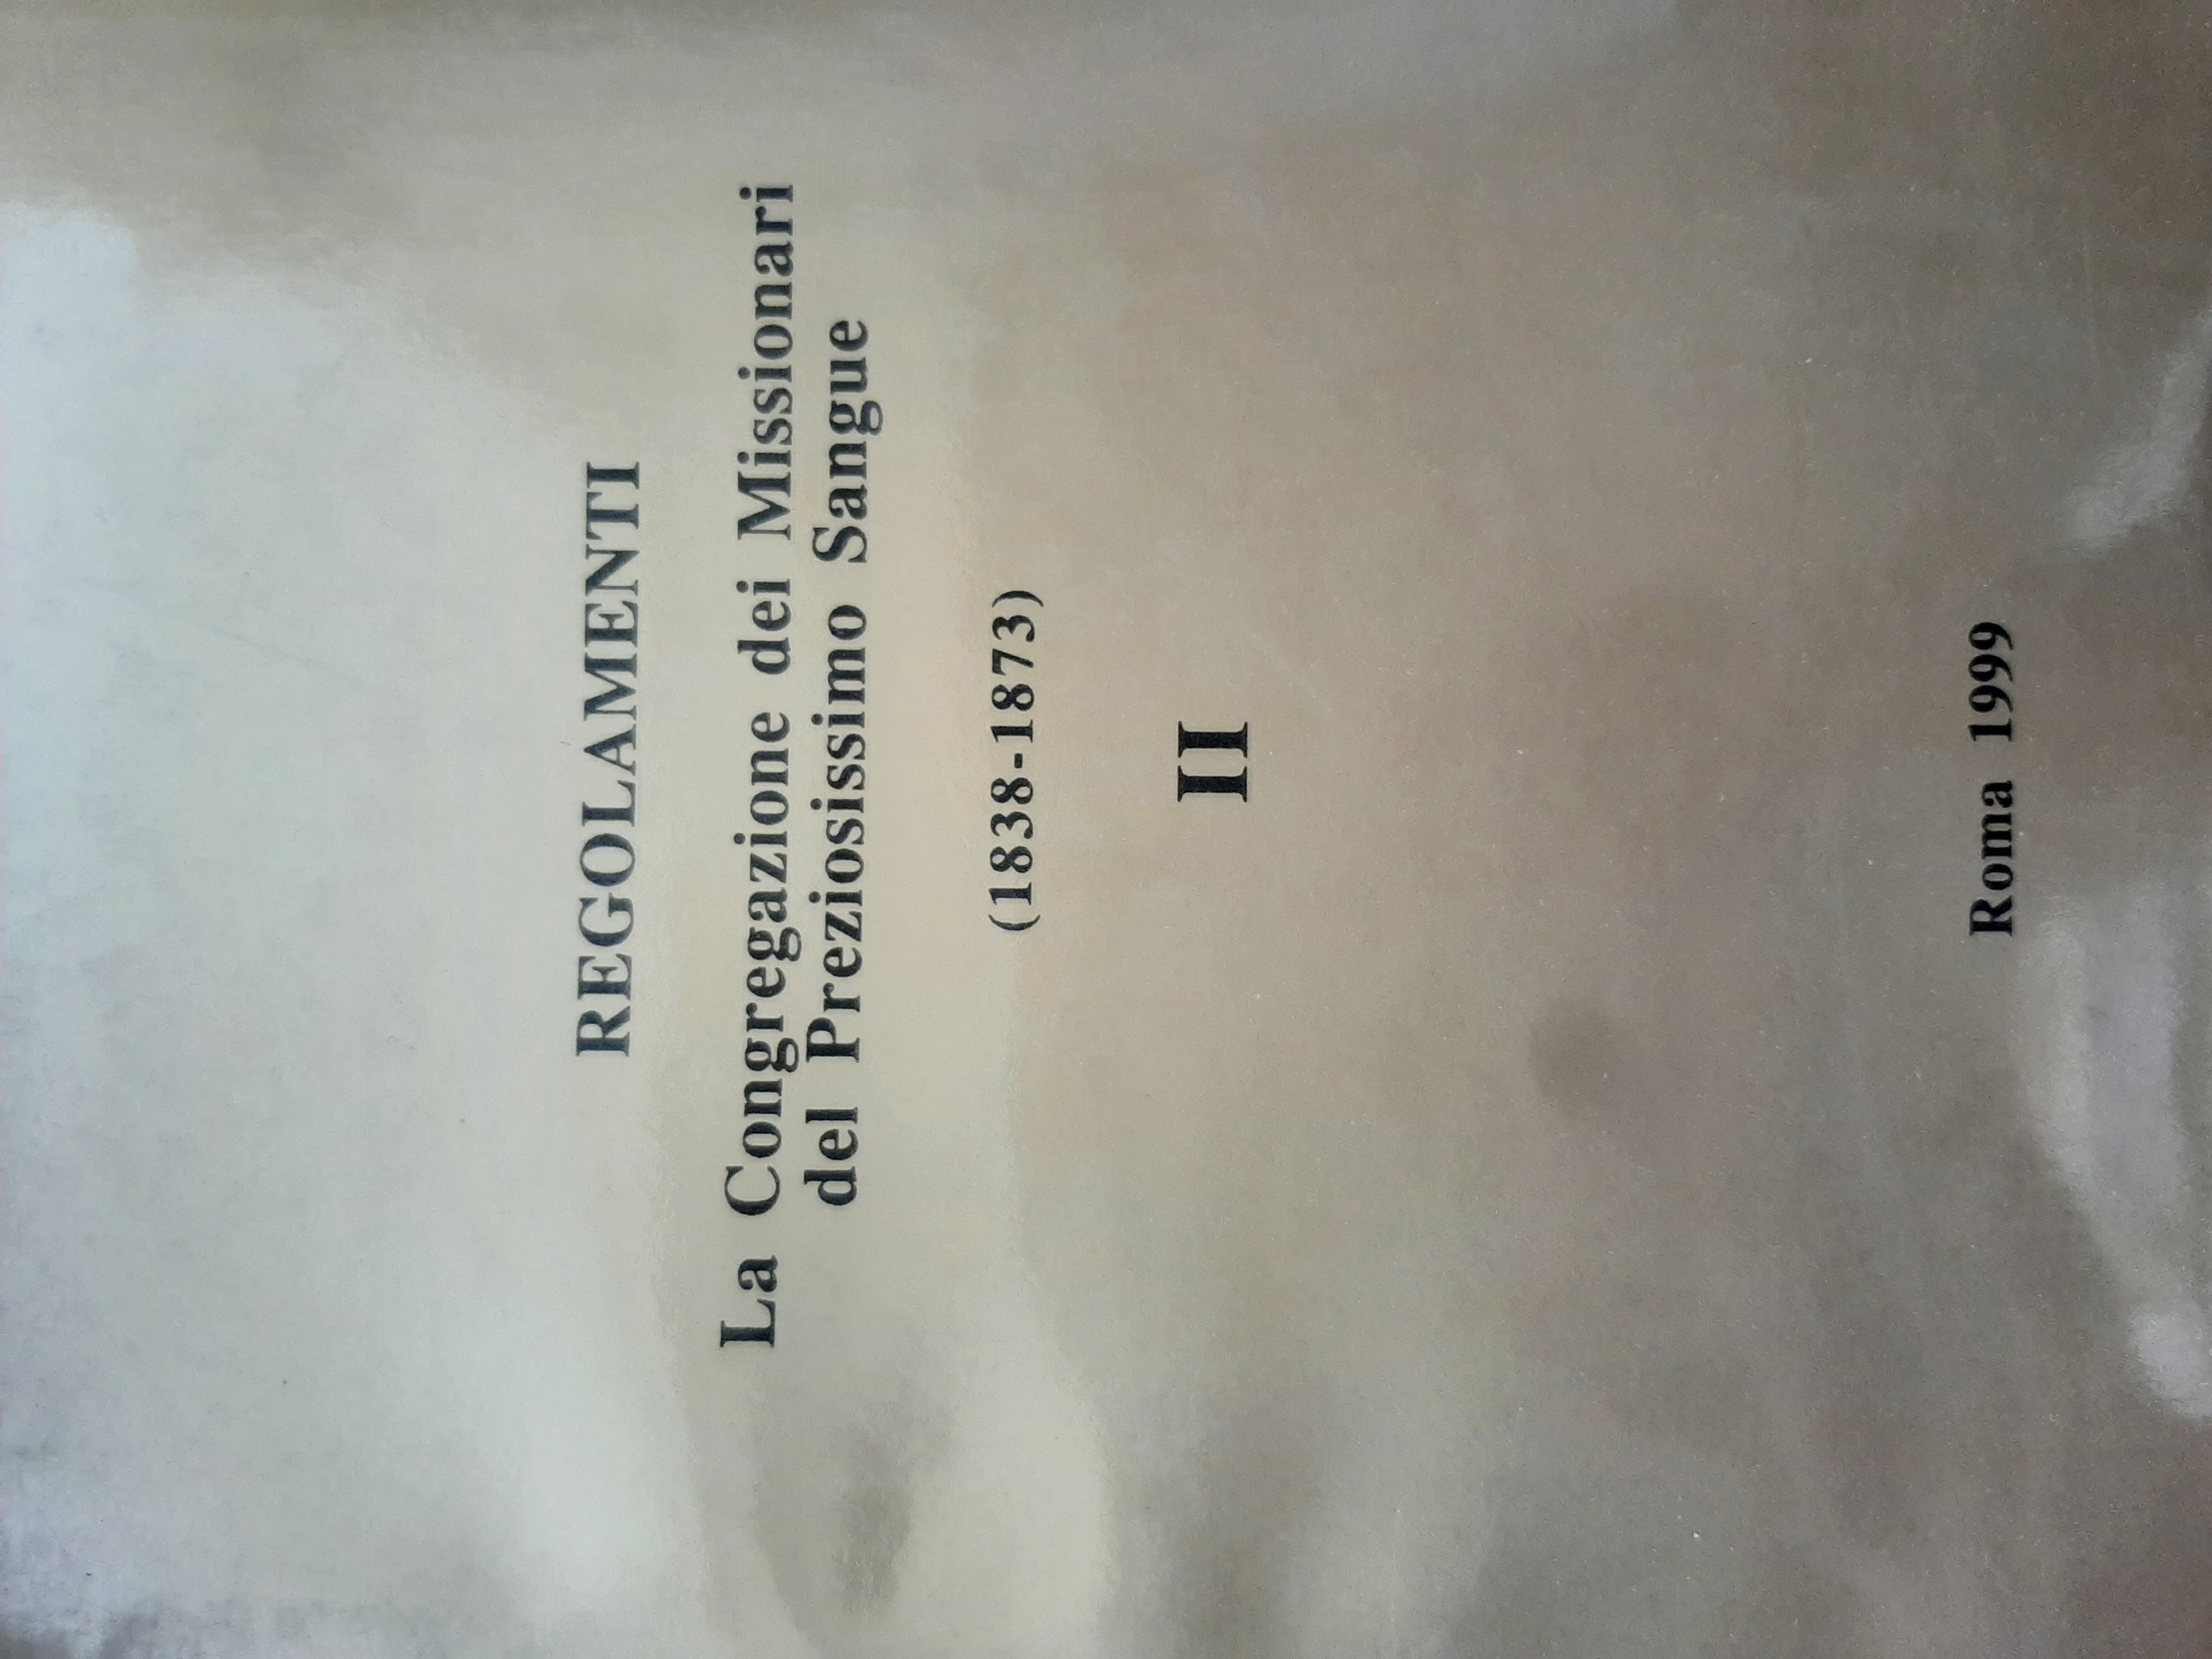 REGOLAMENTI
La Congregazione dei Missionari
del Preziosissimo Sangue
(1838-1873)
II
Roma 1999